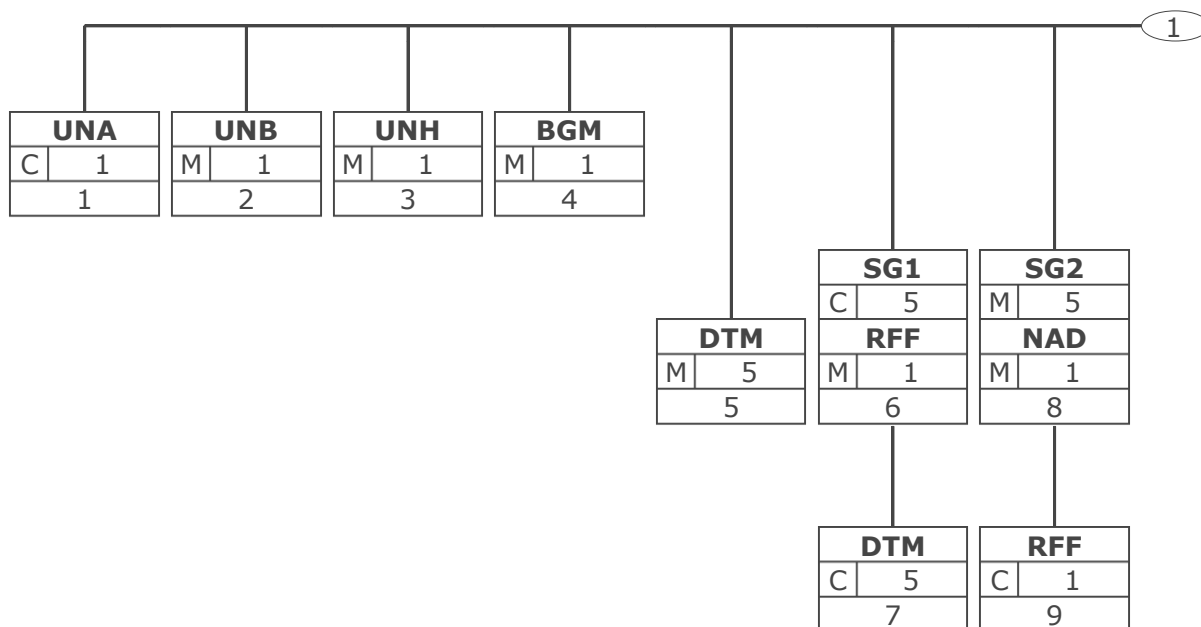 1
UNA UNB UNH BGM
C 1 M 1 M 1 M 1
1 2 3 4
SG1 SG2
C 5 M 5
DTM RFF NAD
M 5 M 1 M 1
5 6 8
DTM RFF
C 5 C 1
7 9